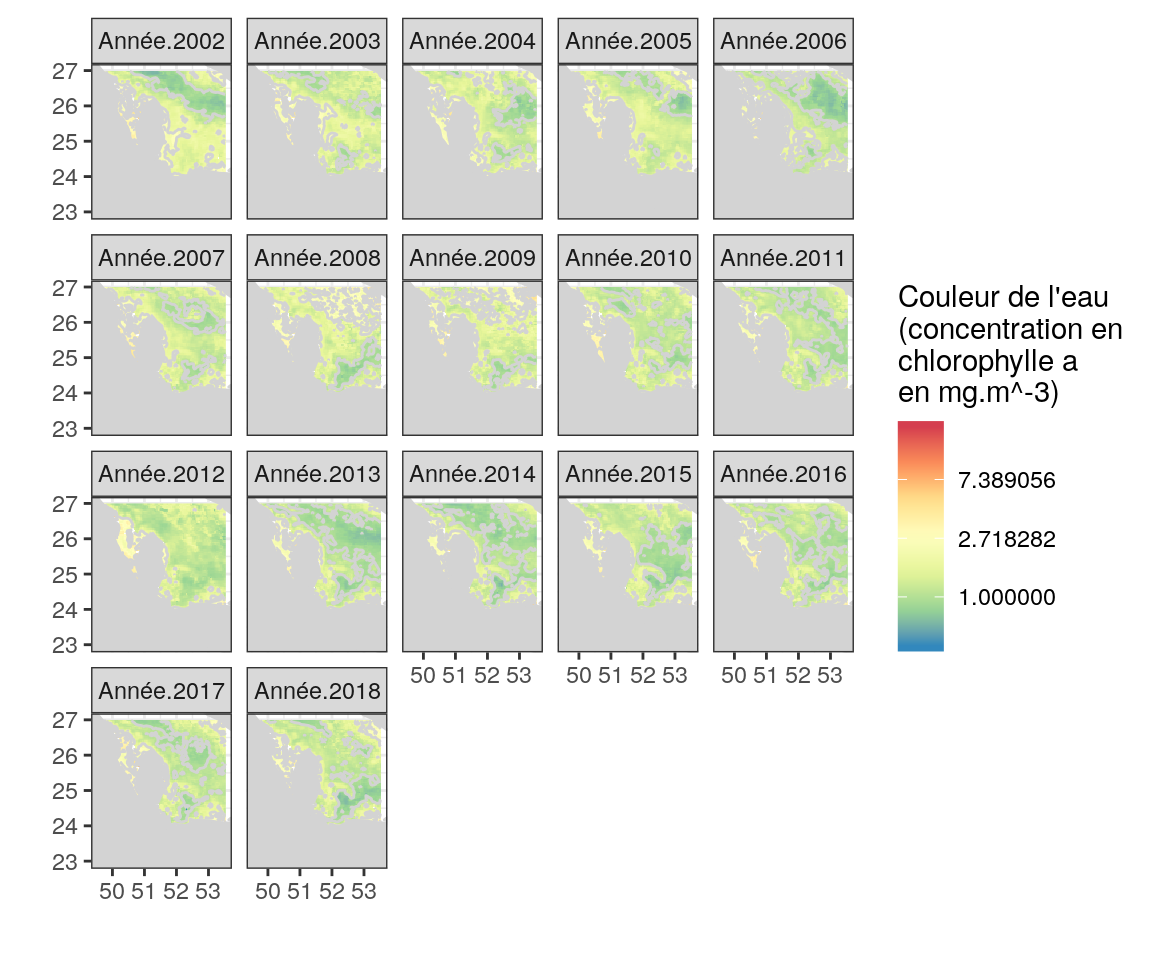 Année.2002 Année.2003 Année.2004 Année.2005 Année.2006
27
26
25
24
23
Année.2007 Année.2008 Année.2009 Année.2010 Année.2011
27
26
25
24
23
Couleur de l'eau
(concentration en
chlorophylle a
en mg.m^-3)
7.389056
2.718282
1.000000
Année.2012 Année.2013 Année.2014 Année.2015 Année.2016
27
26
25
24
23
50 51 52 53 50 51 52 53 50 51 52 53
Année.2017 Année.2018
27
26
25
24
23
50 51 52 53 50 51 52 53